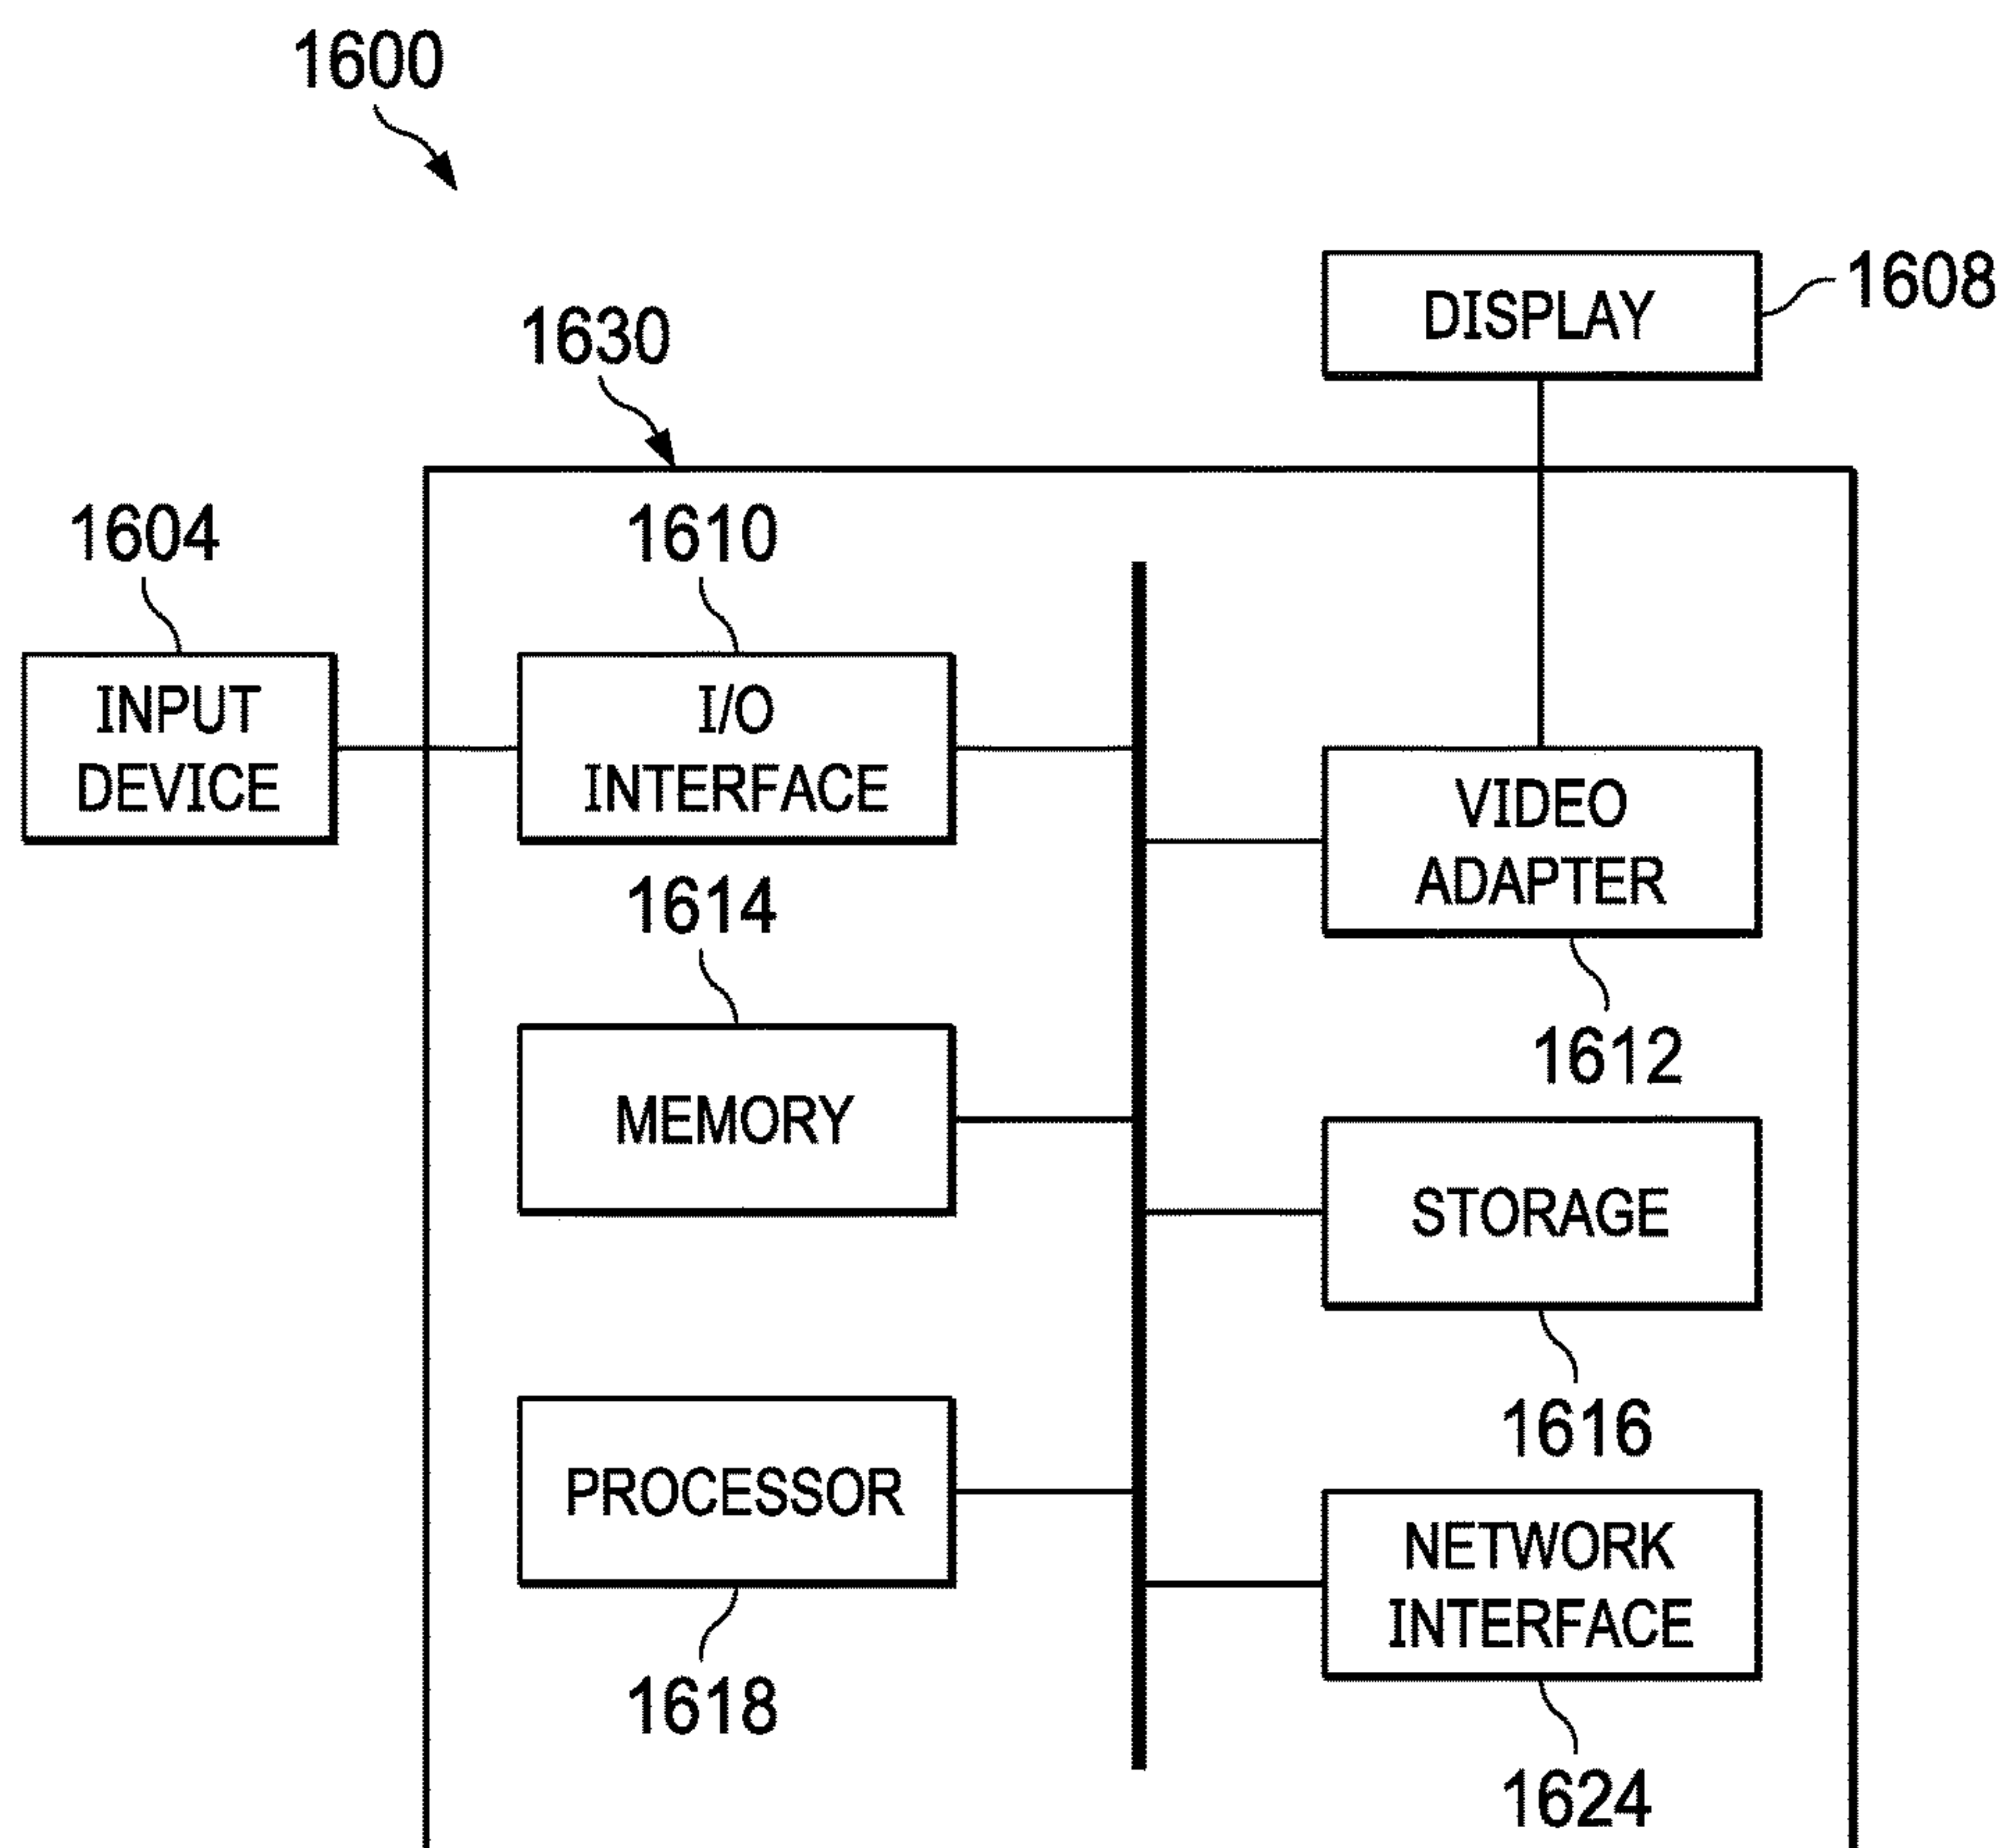 1600
DISPLAY
1608
1630
1604
1610
INPUT
DEVICE
I/O
INTERFACE
VIDEO
ADAPTER
1614
1612
MEMORY
STORAGE
1616
PROCESSOR
NETWORK
INTERFACE
1618
1624